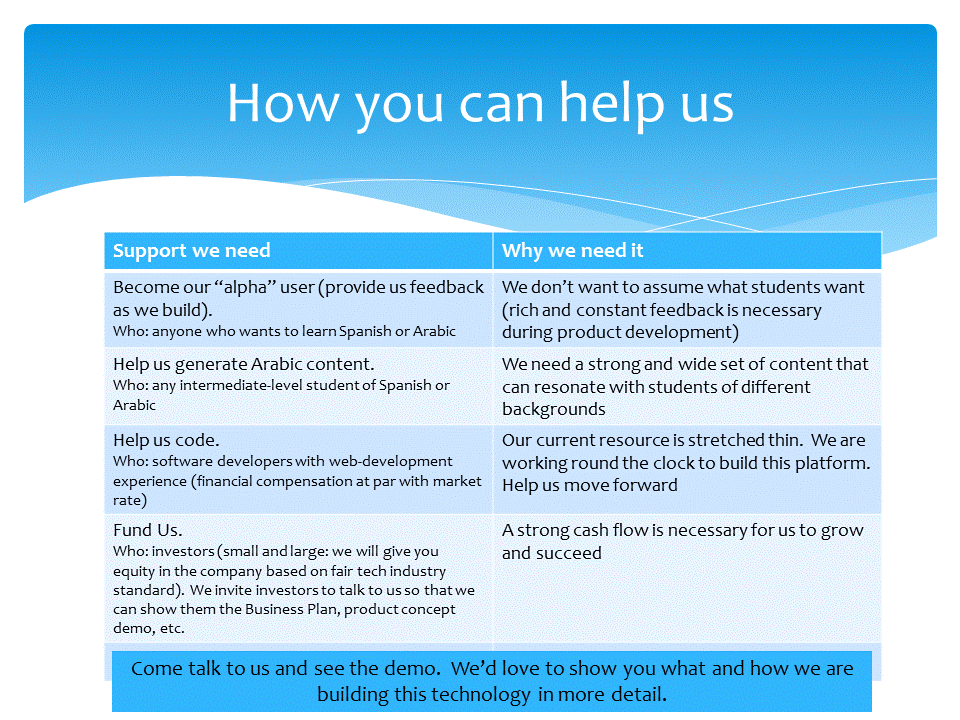 How you can help us
Support we need
Why we need it
Become our “alpha” user (provide us feedback
as we build).
Who: anyone who wants to learn Spanish or Arabic
We don’t want to assume what students want
(rich and constant feedback is necessary
during product development)
Help us generate Arabic content.
Who: any intermediate-level student of Spanish or
Arabic
We need a strong and wide set of content that
can resonate with students of different
backgrounds
Help us code.
Who: software developers with web-development
experience (financial compensation at par with market
rate)
Our current resource is stretched thin.  We are
working round the clock to build this platform.
Help us move forward
Fund Us.
Who: investors (small and large: we will give you
equity in the company based on fair tech industry
standard).  We invite investors to talk to us so that we
can show them the Business Plan, product concept
demo, etc.
A strong cash flow is necessary for us to grow
and succeed
Come talk to us and see the demo.  We’d love to show you what and how we are
building this technology in more detail.